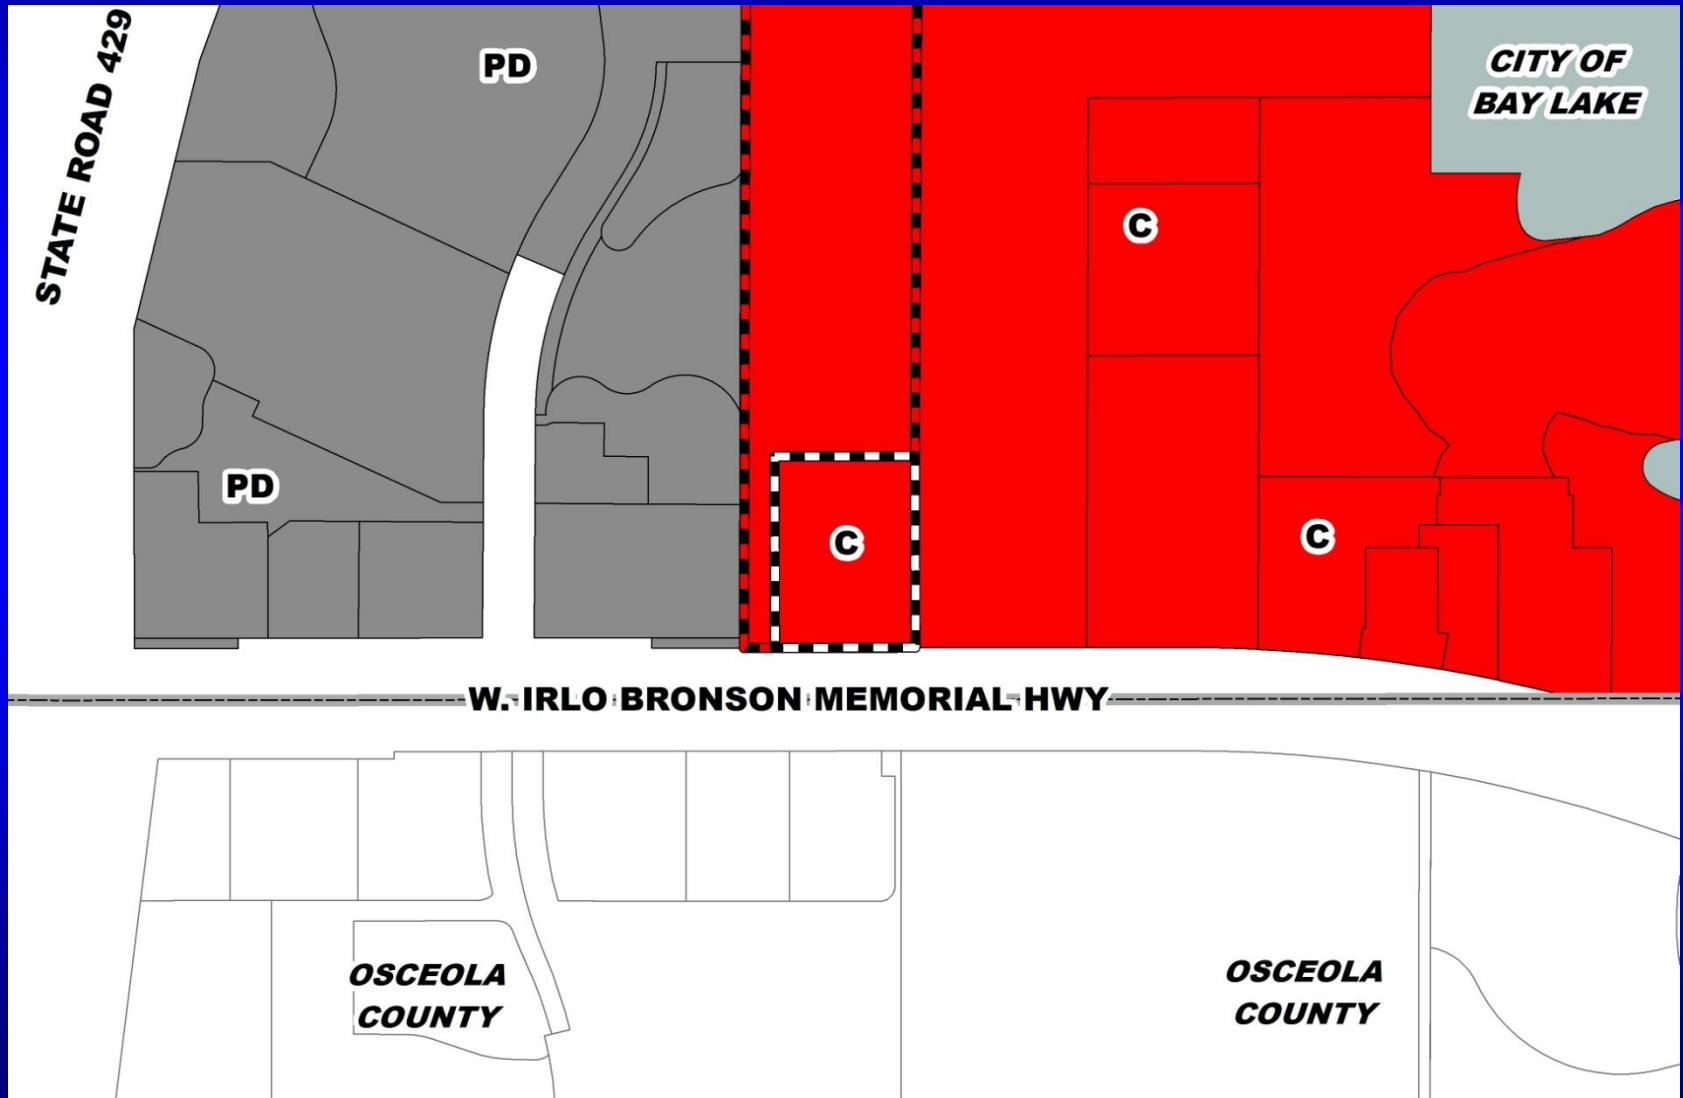 STATE ROAD 429
PD
CITY OF
BAY LAKE
C
PD
C
C
W. IRLO BRONSON MEMORIAL HWY
OSCEOLA
COUNTY
OSCEOLA
COUNTY